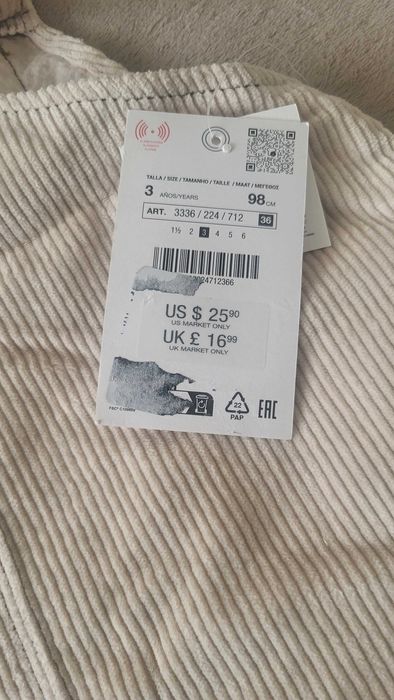 TALLA / SIZE / TAMANHO / TAILLE / MAAT / ΜΕΓΕΘΟΣ
3 AÑOS/YEARS 98 CM
ART. 3336 / 224 / 712 36
1½ 2 3 4 5 6
024712366
US $ 25.90
US MARKET ONLY
UK £ 16.99
UK MARKET ONLY
22
PAP
EAC